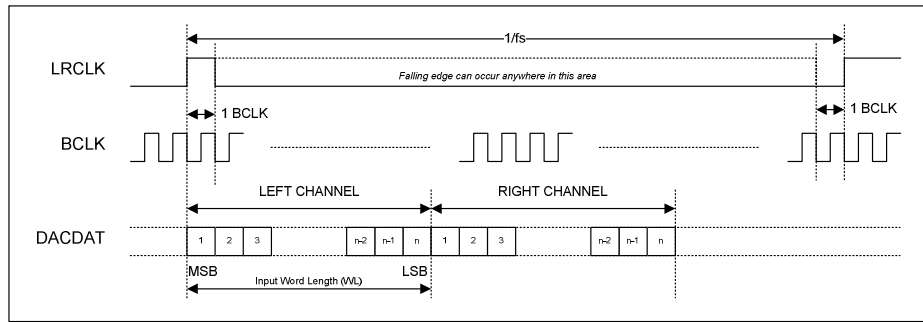 1/fs
LRCLK
Falling edge can occur anywhere in this area
1 BCLK
1 BCLK
BCLK
LEFT CHANNEL
RIGHT CHANNEL
DACDAT
1 2 3 n-2 n-1 n 1 2 3 n-2 n-1 n
MSB
LSB
Input Word Length (WL)